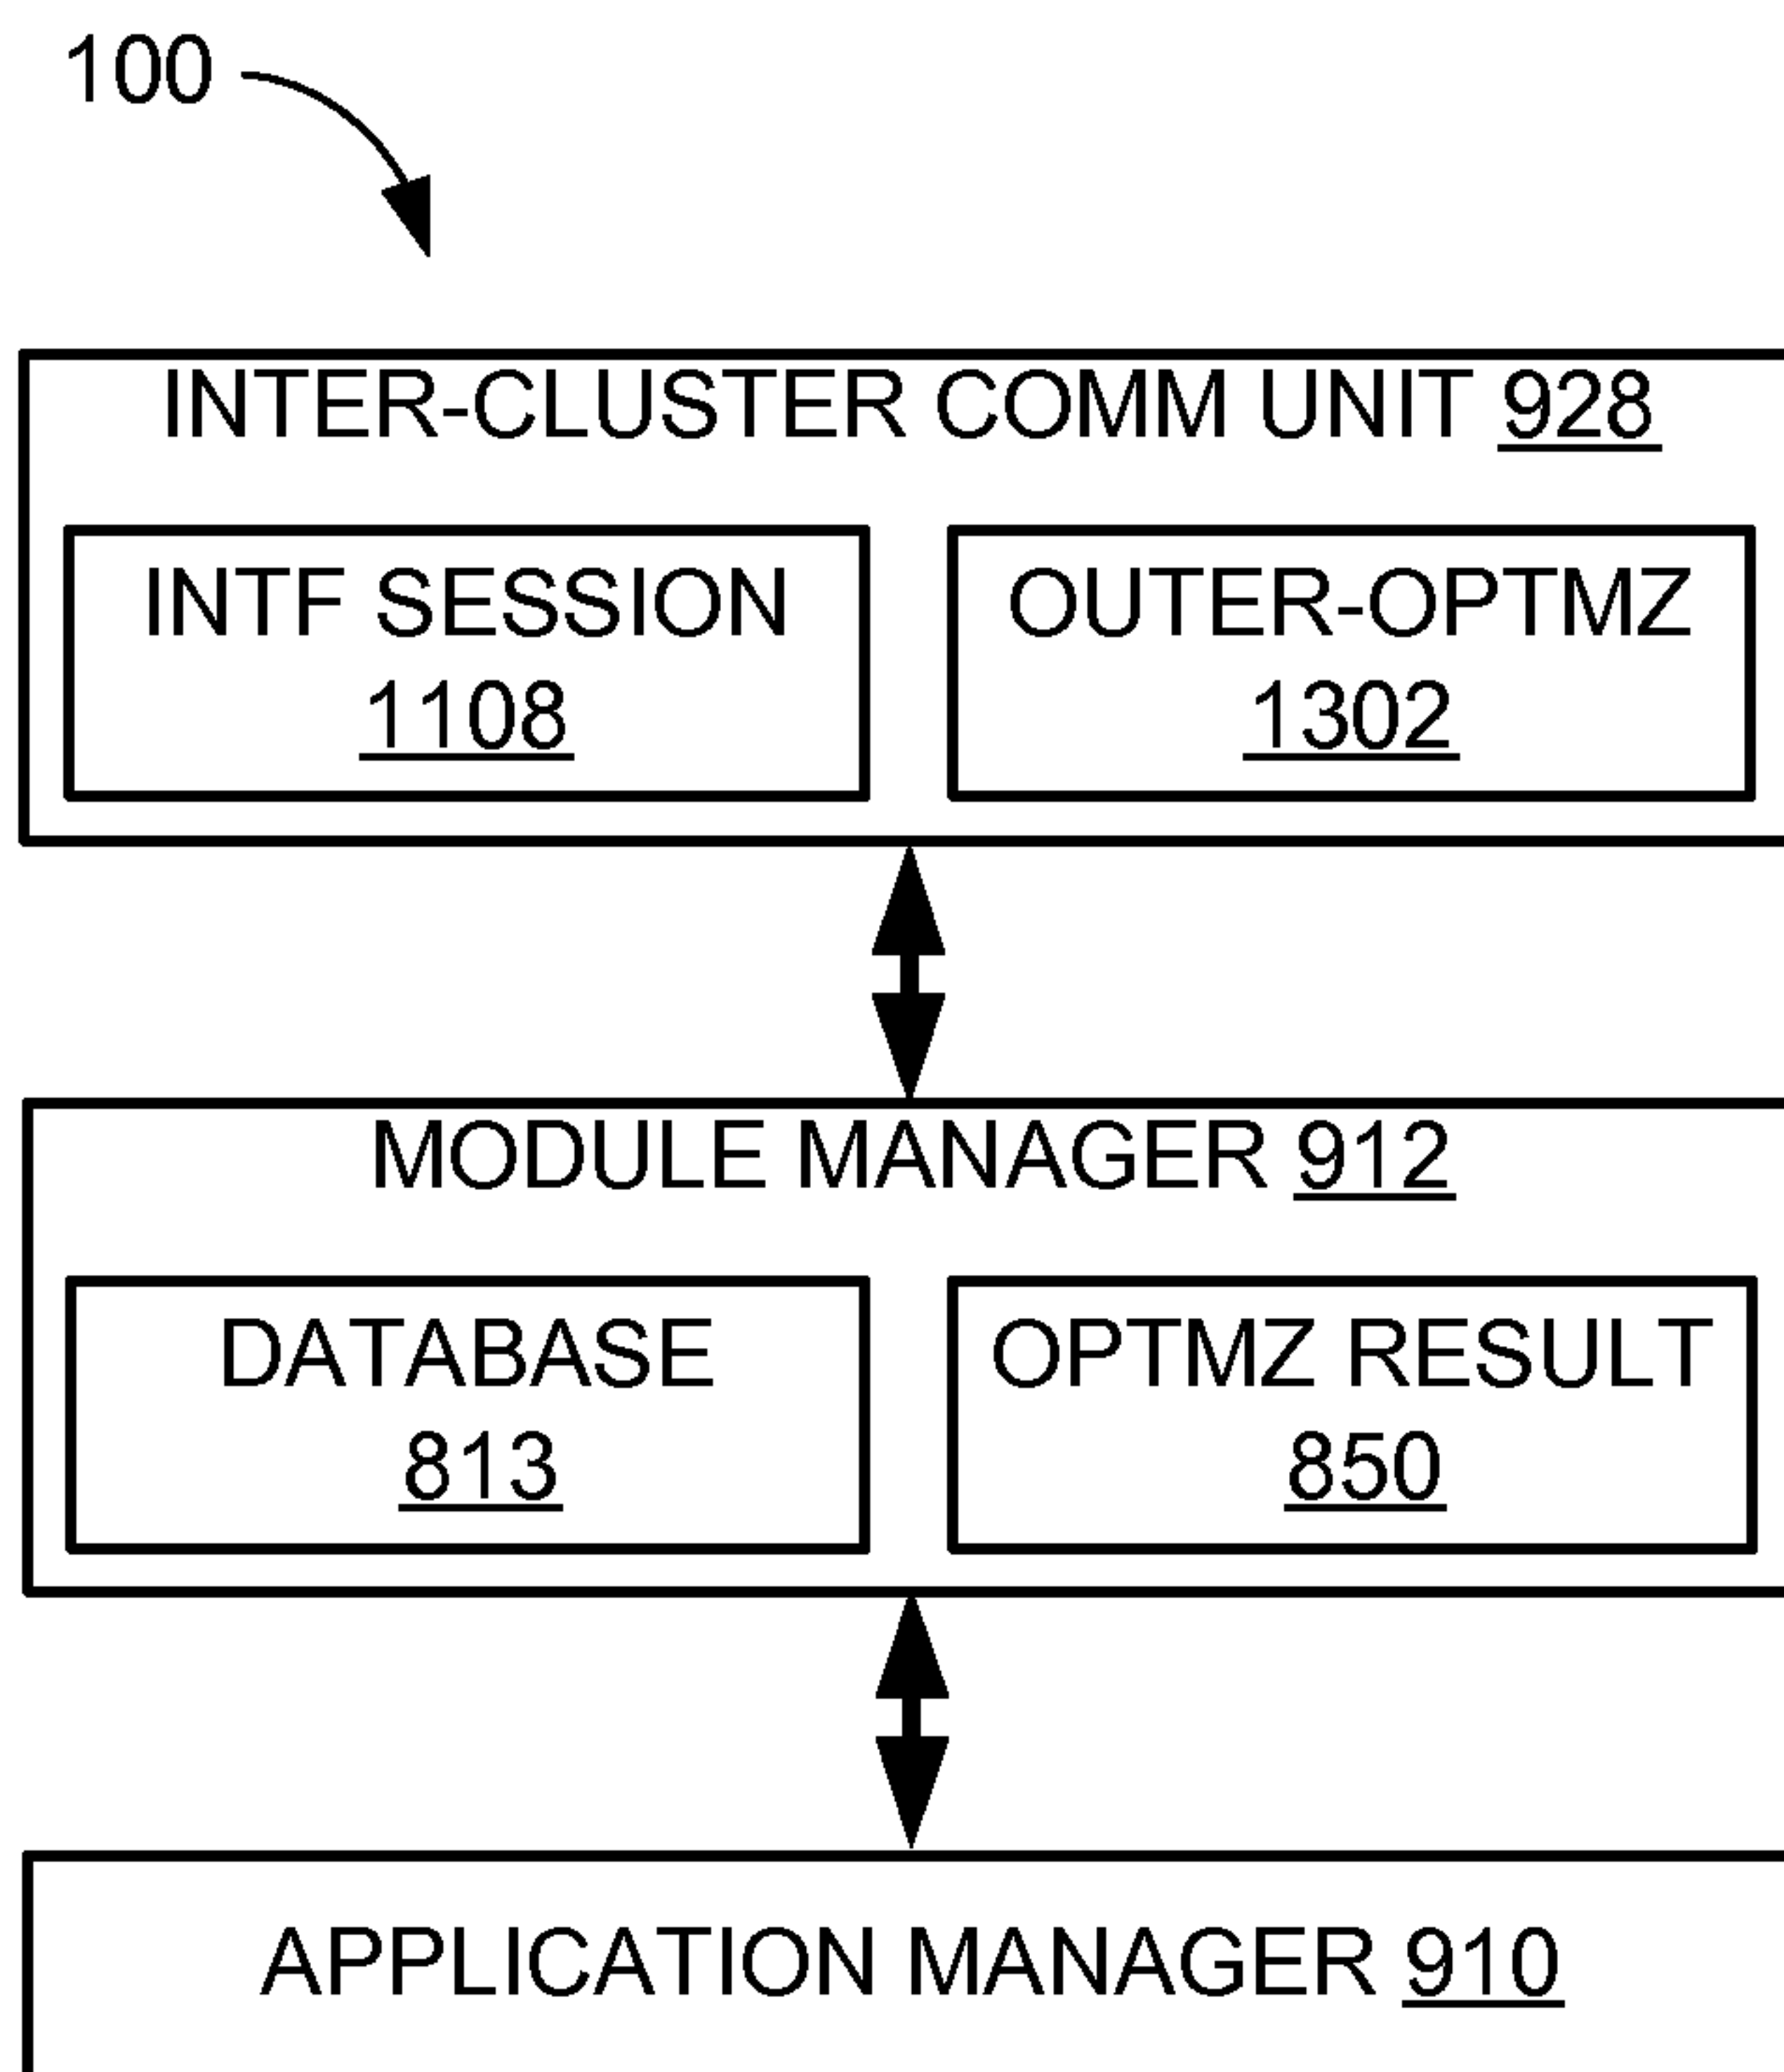 100
INTER-CLUSTER COMM UNIT 928
INTF SESSION
1108
OUTER-OPTMZ
1302
MODULE MANAGER 912
DATABASE
813
OPTMZ RESULT
850
APPLICATION MANAGER 910